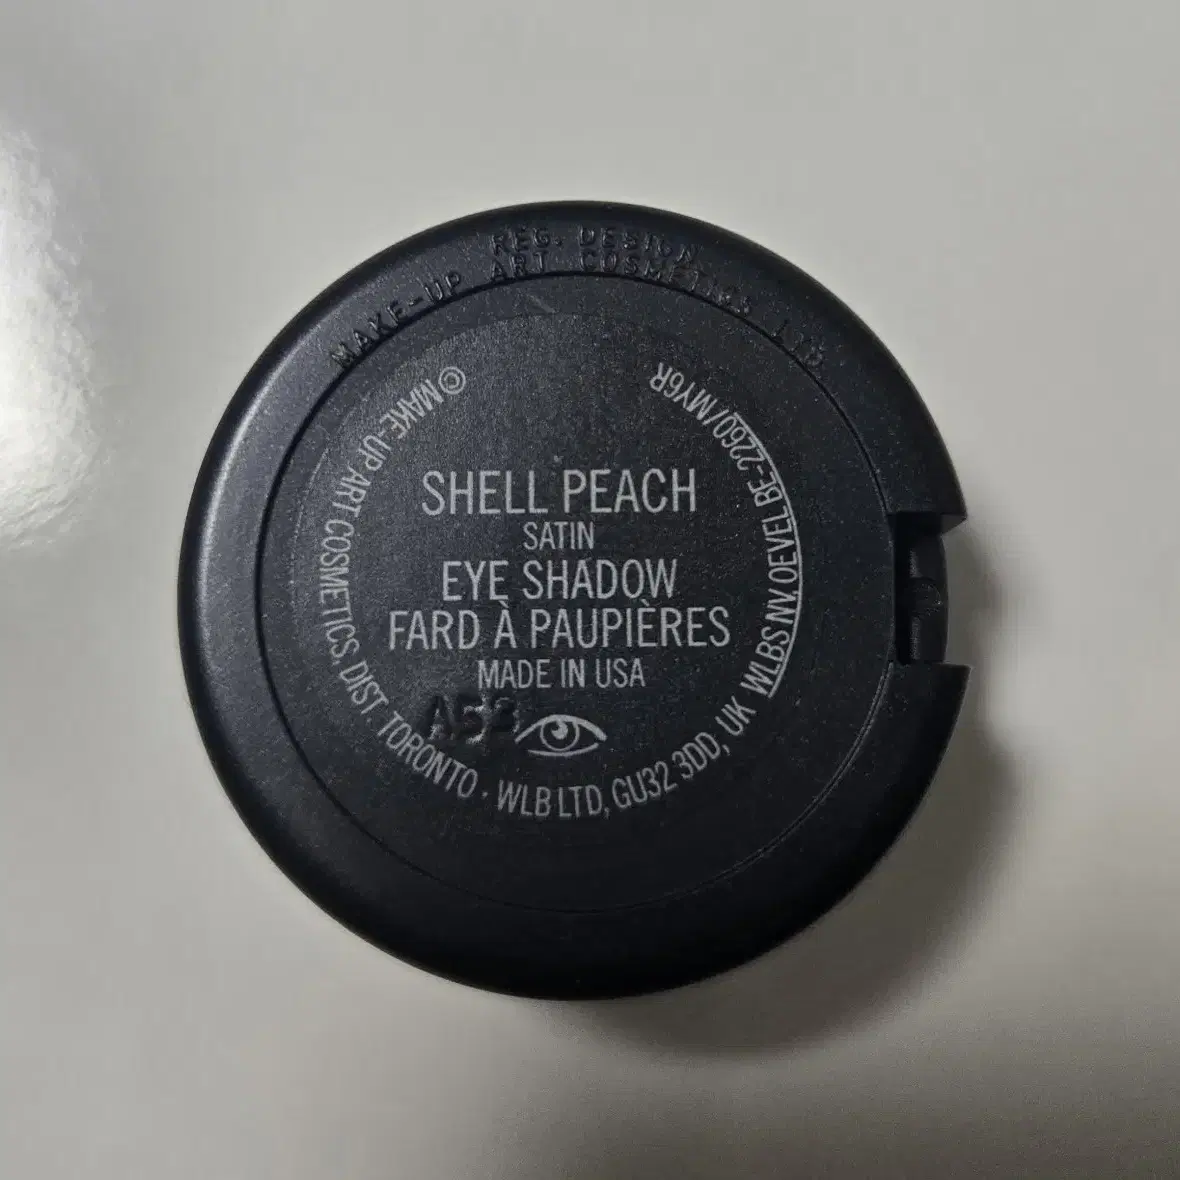 REG. DESIGN
MAKE-UP ART COSMETICS LTD
© MAKE-UP ART COSMETICS, DIST. TORONTO · WLB LTD, GU32 3DD, UK WLBS NV, OEVEL BE-2260/MY6R
SHELL PEACH
SATIN
EYE SHADOW
FARD À PAUPIÈRES
MADE IN USA
A53